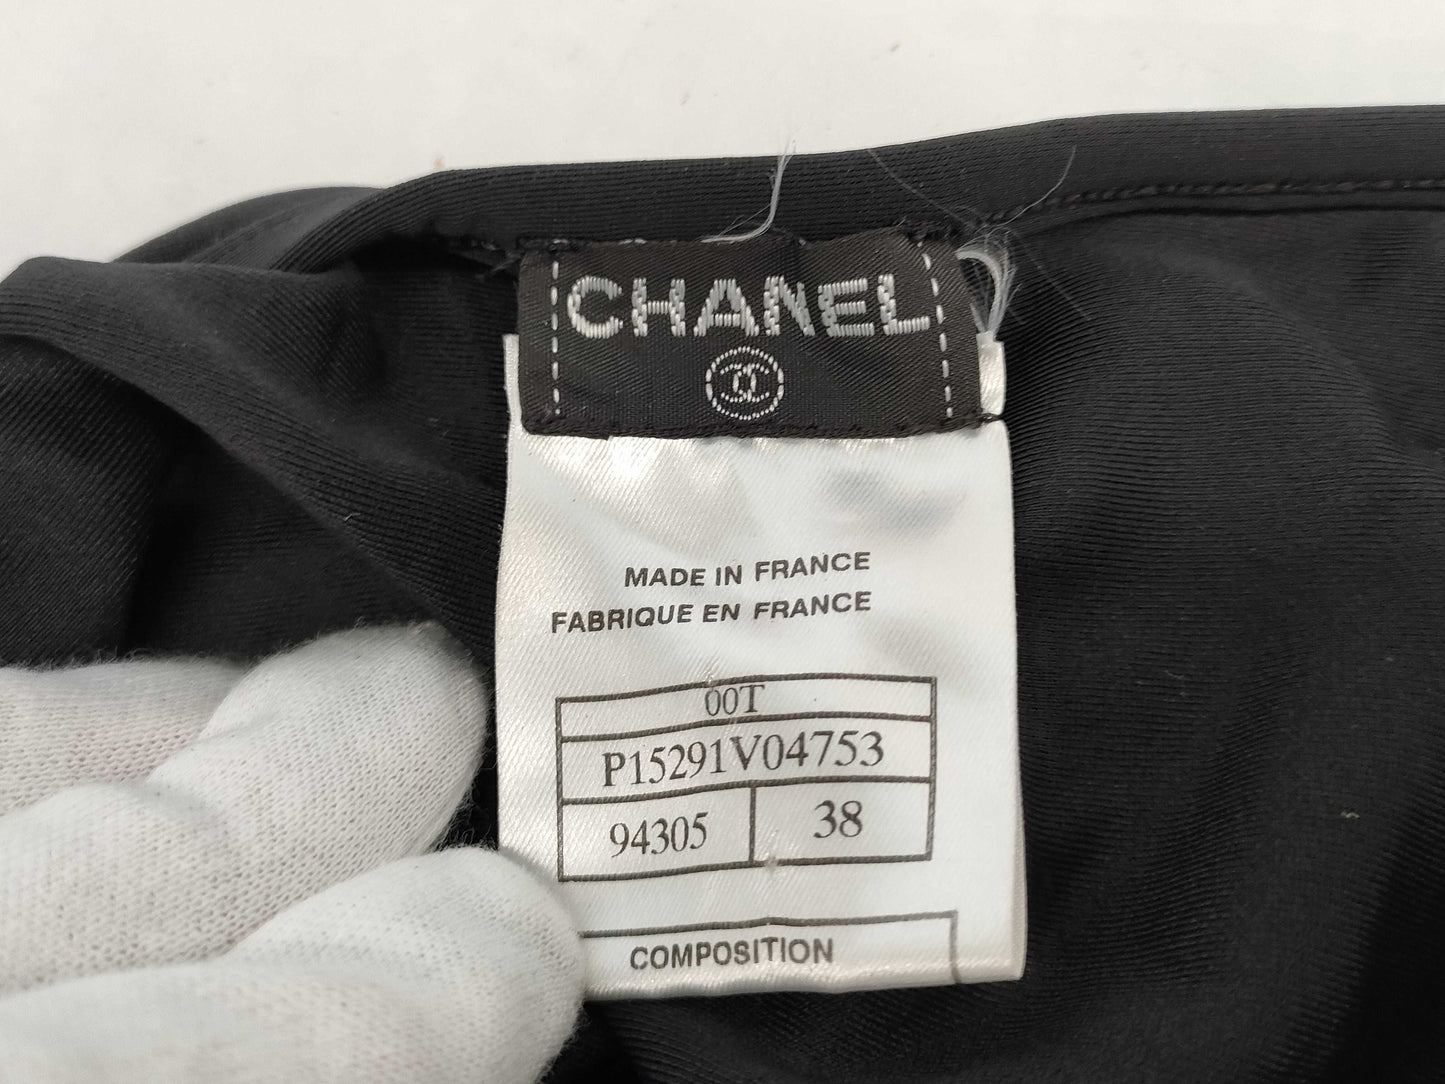 CHANEL
MADE IN FRANCE
FABRIQUE EN FRANCE
00T
P15291V04753
94305 38
COMPOSITION